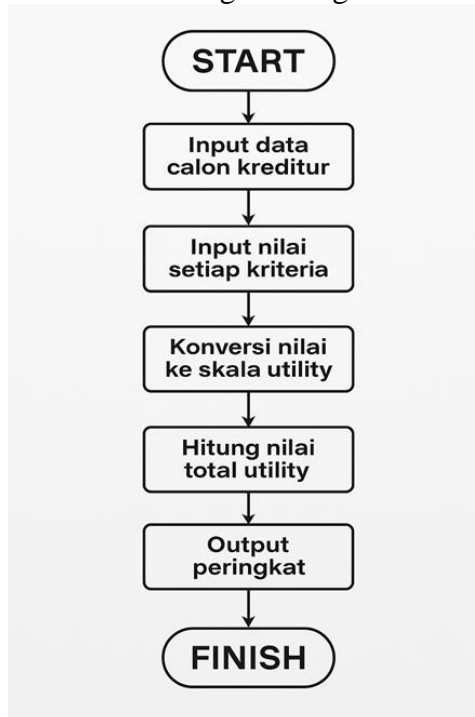 START
Input data
calon kreditur
Input nilai
setiap kriteria
Konversi nilai
ke skala utility
Hitung nilai
total utility
Output
peringkat
FINISH